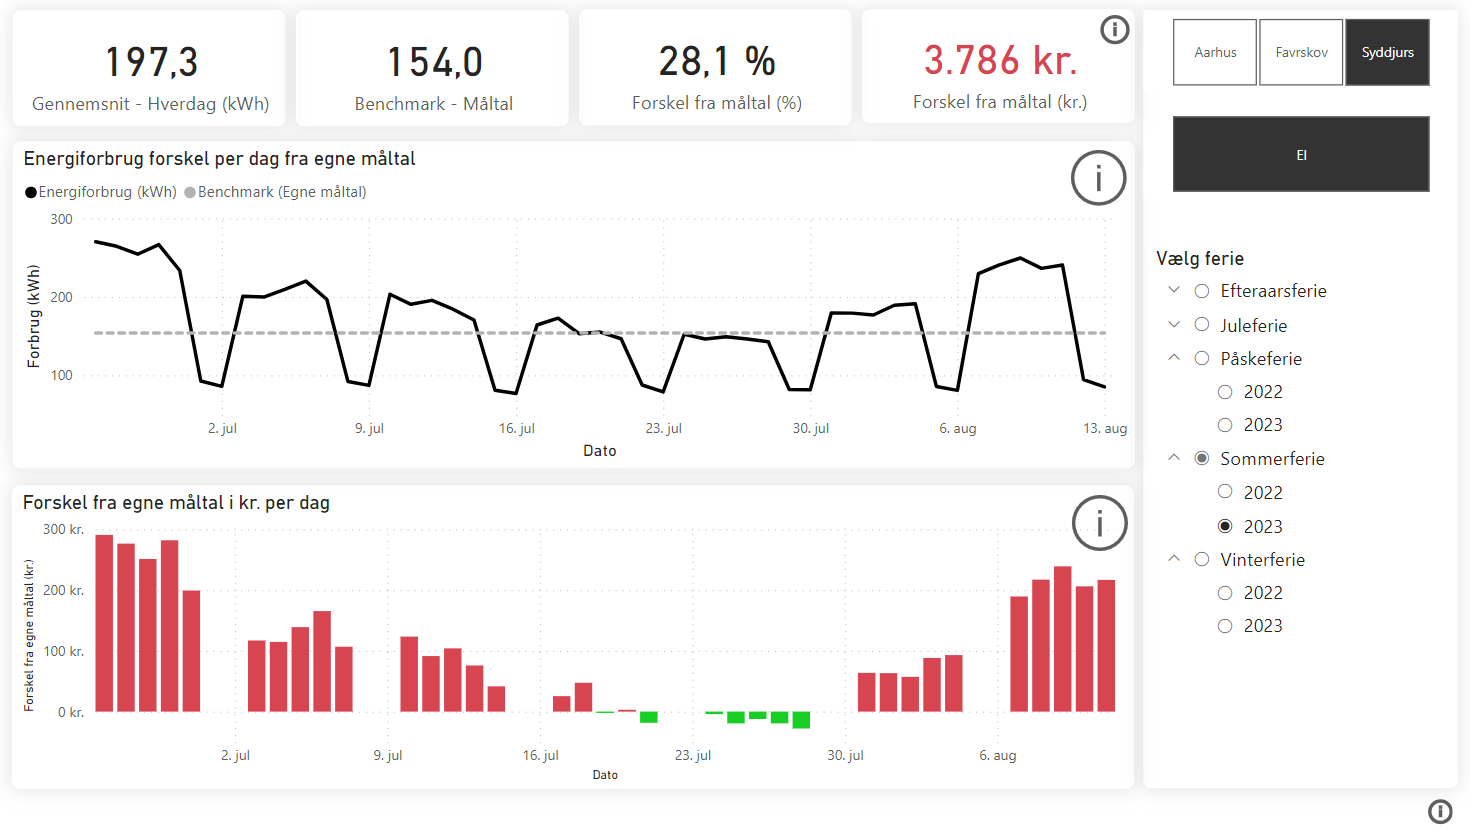 197,3
Gennemsnit - Hverdag (kWh)
154,0
Benchmark - Måltal
28,1 %
Forskel fra måltal (%)
3.786 kr.
Forskel fra måltal (kr.)
Aarhus
Favrskov
Syddjurs
El
Energiforbrug forskel per dag fra egne måltal
Energiforbrug (kWh) Benchmark (Egne måltal)
Forbrug (kWh)
300
200
100
2. jul 9. jul 16. jul 23. jul 30. jul 6. aug 13. aug
Dato
Forskel fra egne måltal i kr. per dag
Forskel fra egne måltal (kr.)
300 kr.
200 kr.
100 kr.
0 kr.
2. jul 9. jul 16. jul 23. jul 30. jul 6. aug
Dato
Vælg ferie
Efteraarsferie
Juleferie
Påskeferie
2022
2023
Sommerferie
2022
2023
Vinterferie
2022
2023